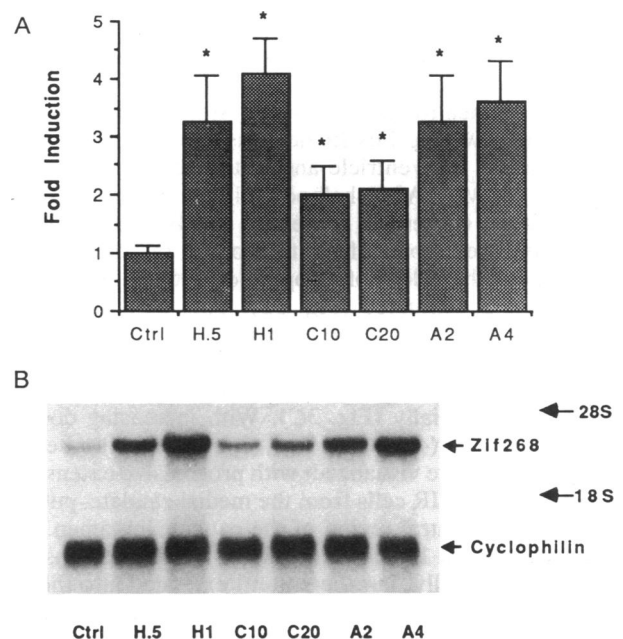 A
Fold Induction
5
4
3
2
1
0
* * * * * *
Ctrl H.5 H1 C10 C20 A2 A4
B
28S
Zif268
18S
Cyclophilin
Ctrl H.5 H1 C10 C20 A2 A4